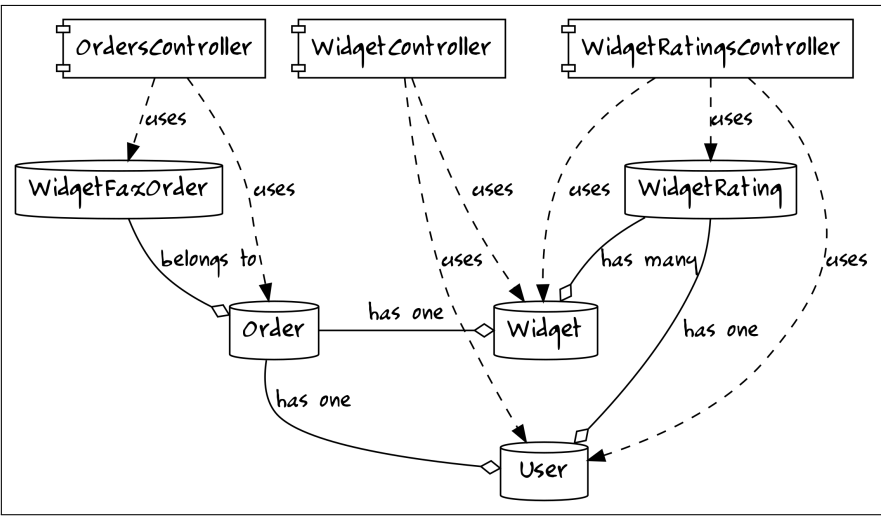 OrdersController
WidgetController
WidgetRatingsController
uses
uses
WidgetFaxOrder
uses
uses
uses
WidgetRating
belongs to
uses
has many
uses
has one
Order
Widget
has one
has one
User